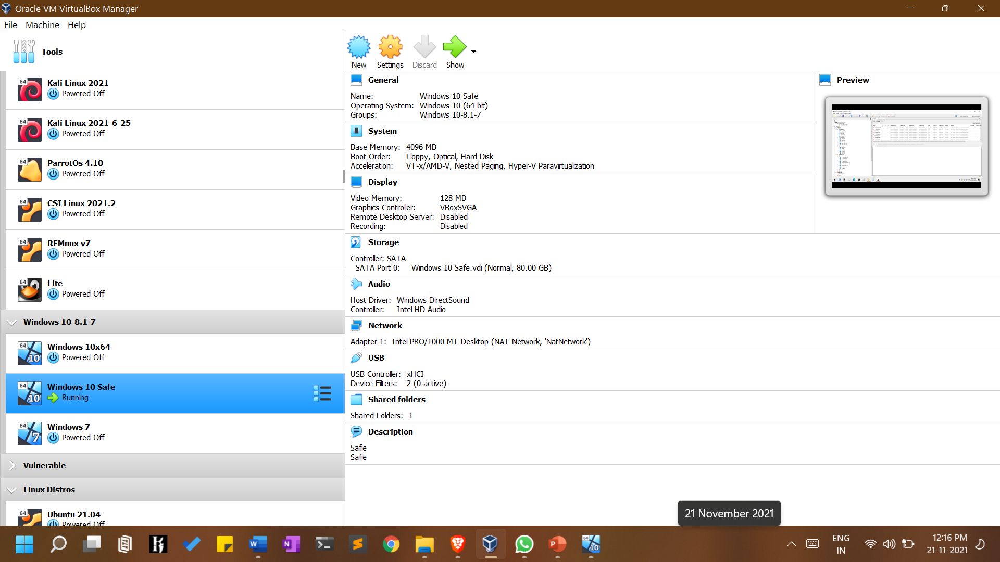 Oracle VM VirtualBox Manager
File Machine Help
Tools
New Settings Discard Show
64
Kali Linux 2021
Powered Off
64
Kali Linux 2021-6-25
Powered Off
64
ParrotOs 4.10
Powered Off
64
CSI Linux 2021.2
Powered Off
64
REMnux v7
Powered Off
64
Lite
Powered Off
Windows 10-8.1-7
64
10
Windows 10x64
Powered Off
64
10
Windows 10 Safe
Running
64
7
Windows 7
Powered Off
Vulnerable
Linux Distros
64
Ubuntu 21.04
Powered Off
General
Name: Windows 10 Safe
Operating System: Windows 10 (64-bit)
Groups: Windows 10-8.1-7
System
Base Memory: 4096 MB
Boot Order: Floppy, Optical, Hard Disk
Acceleration: VT-x/AMD-V, Nested Paging, Hyper-V Paravirtualization
Display
Video Memory: 128 MB
Graphics Controller: VBoxSVGA
Remote Desktop Server: Disabled
Recording: Disabled
Storage
Controller: SATA
SATA Port 0: Windows 10 Safe.vdi (Normal, 80.00 GB)
Audio
Host Driver: Windows DirectSound
Controller: Intel HD Audio
Network
Adapter 1: Intel PRO/1000 MT Desktop (NAT Network, 'NatNetwork')
USB
USB Controller: xHCI
Device Filters: 2 (0 active)
Shared folders
Shared Folders: 1
Description
Safie
Safie
Preview
21 November 2021
W
N
P
64
10
ENG
IN
12:16 PM
21-11-2021